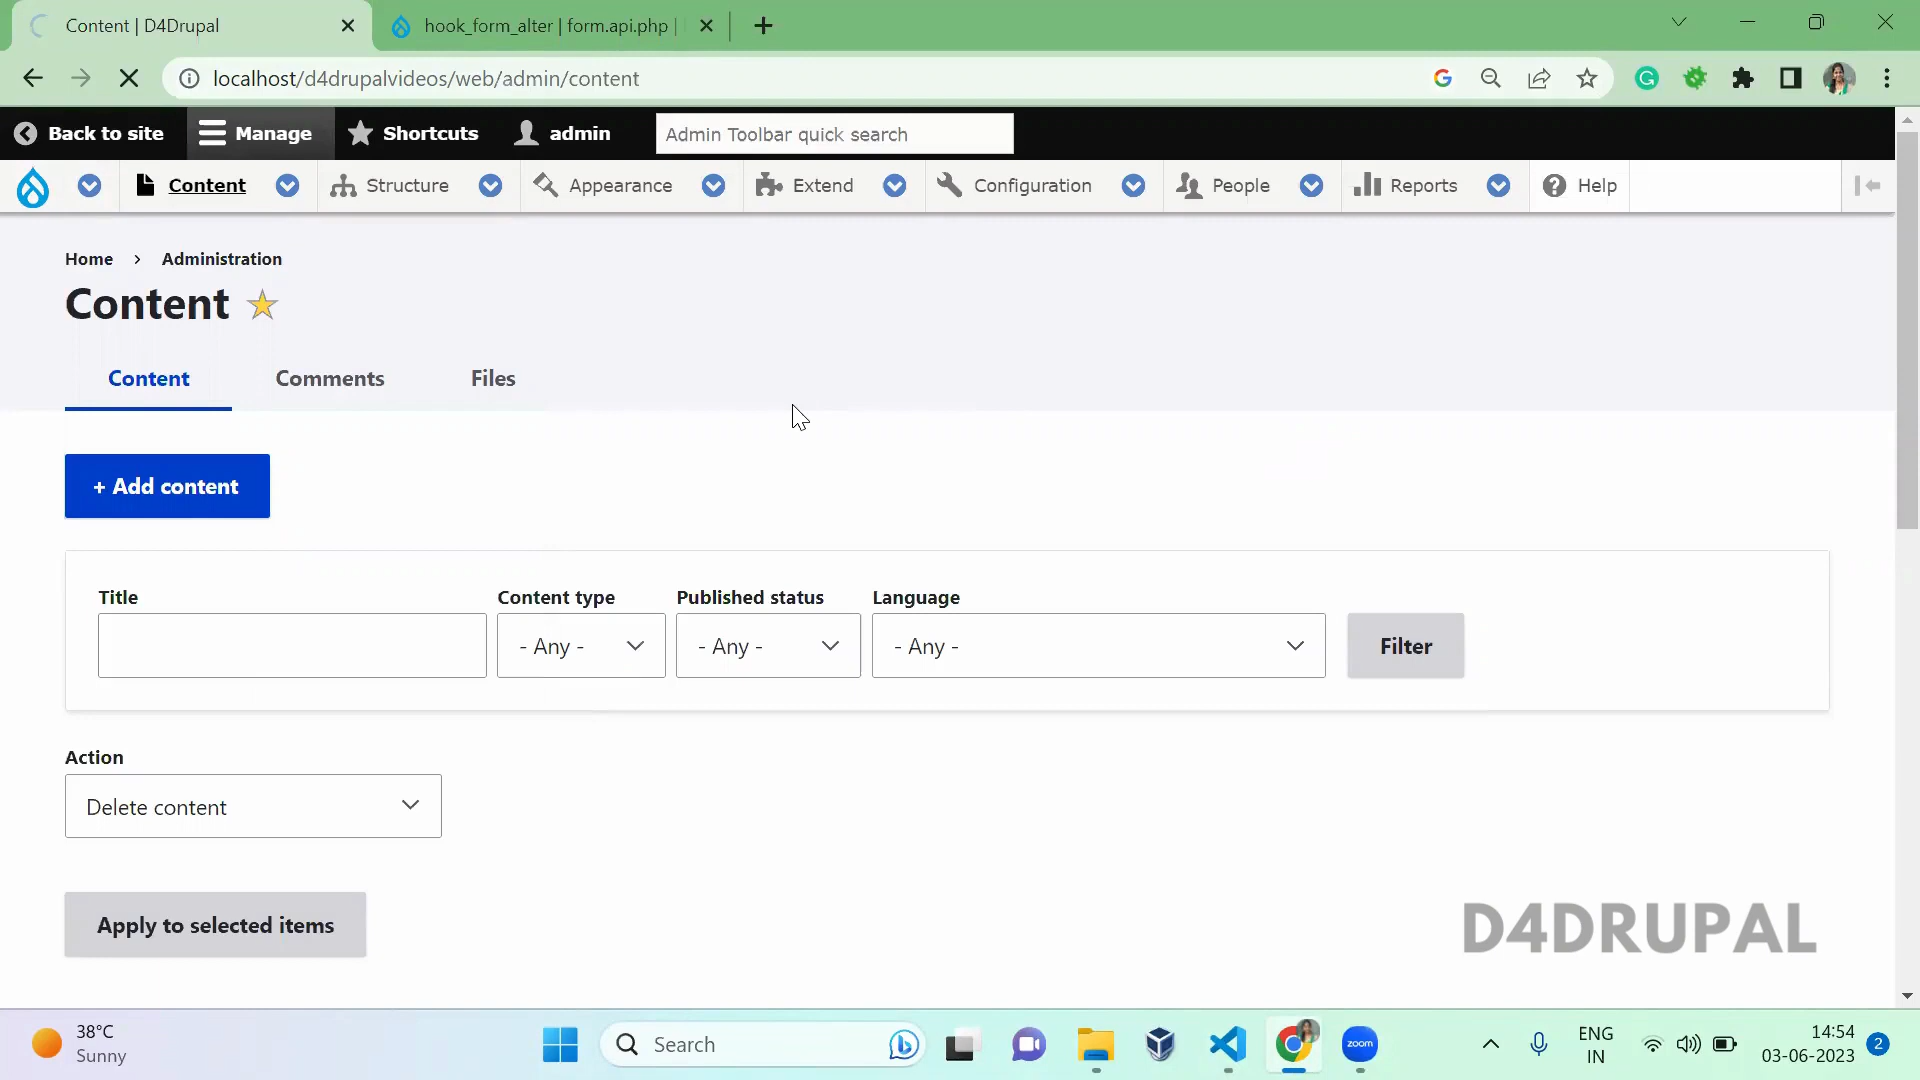 Content | D4Drupal
hook_form_alter | form.api.php |
localhost/d4drupalvideos/web/admin/content
Back to site
Manage
Shortcuts
admin
Admin Toolbar quick search
Content
Structure
Appearance
Extend
Configuration
People
Reports
Help
Home > Administration
Content
Content
Comments
Files
+ Add content
Title
Content type
Published status
Language
- Any -
- Any -
- Any -
Filter
Action
Delete content
Apply to selected items
D4DRUPAL
38°C
Sunny
Search
zoom
ENG
IN
14:54
03-06-2023
2